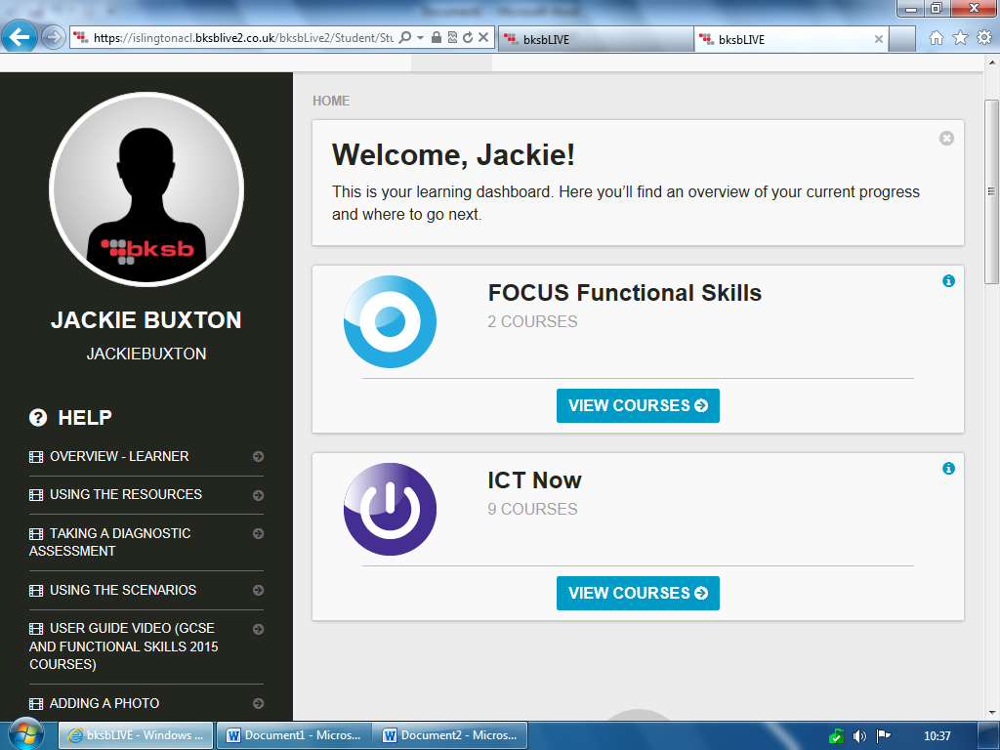 Document2 - Microsoft Word
https://islingtonacl.bksblive2.co.uk/bksbLive2/Student/Stu
bksbLIVE
bksbLIVE
bksb
JACKIE BUXTON
JACKIEBUXTON
HELP
OVERVIEW - LEARNER
USING THE RESOURCES
TAKING A DIAGNOSTIC
ASSESSMENT
USING THE SCENARIOS
USER GUIDE VIDEO (GCSE
AND FUNCTIONAL SKILLS 2015
COURSES)
ADDING A PHOTO
HOME
Welcome, Jackie!
This is your learning dashboard. Here you’ll find an overview of your current progress
and where to go next.
FOCUS Functional Skills
2 COURSES
VIEW COURSES
ICT Now
9 COURSES
VIEW COURSES
bksbLIVE - Windows ...
Document1 - Micros...
Document2 - Micros...
10:37